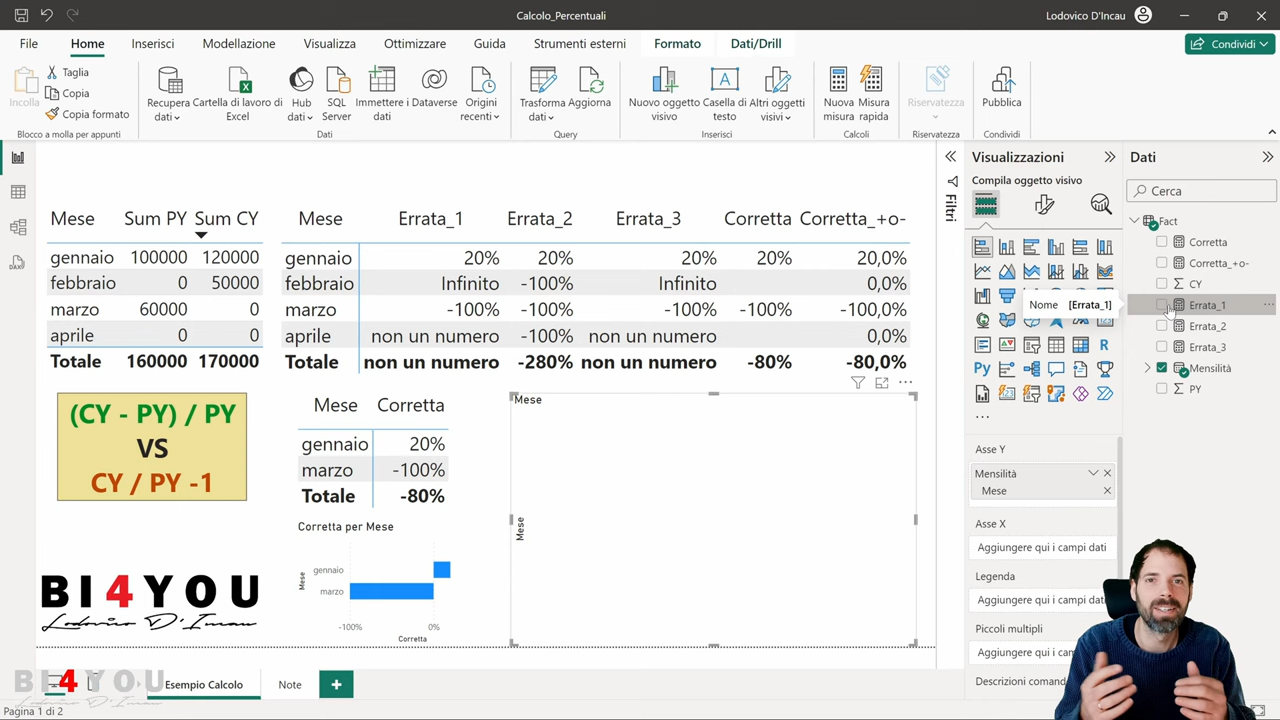 Calcolo_Percentuali
Lodovico D'Incau
File
Home
Inserisci
Modellazione
Visualizza
Ottimizzare
Guida
Strumenti esterni
Formato
Dati/Drill
Condividi
Incolla
Taglia
Copia
Copia formato
Recupera dati
Cartella di lavoro di Excel
Hub dati
SQL Server
Immettere dati
Dataverse
Origini recenti
Trasforma dati
Aggiorna
Nuovo oggetto visivo
Casella di testo
Altri oggetti visivi
Nuova misura
Misura rapida
Riservatezza
Pubblica
Blocco a molla per appunti
Dati
Query
Inserisci
Calcoli
Riservatezza
Condividi
Mese Sum PY Sum CY
gennaio 100000 120000
febbraio 0 50000
marzo 60000 0
aprile 0 0
Totale 160000 170000
Mese Errata_1 Errata_2 Errata_3 Corretta Corretta_+o-
gennaio 20% 20% 20% 20% 20,0%
febbraio Infinito -100% Infinito 0,0%
marzo -100% -100% -100% -100% -100,0%
aprile non un numero -100% non un numero 0,0%
Totale non un numero -280% non un numero -80% -80,0%
(CY - PY) / PY
VS
CY / PY -1
Mese Corretta
gennaio 20%
marzo -100%
Totale -80%
Corretta per Mese
Mese
gennaio
marzo
-100% 0%
Corretta
Mese
Mese
BI4YOU
Lodovico D'Incau
Filtri
Visualizzazioni
Compila oggetto visivo
R
Py
Nome [Errata_1]
Asse Y
Mensilità
Mese
Asse X
Aggiungere qui i campi dati
Legenda
Aggiungere qui i campi dati
Piccoli multipli
Aggiungere qui i campi
Descrizioni comando
Dati
Cerca
Fact
Corretta
Corretta_+o-
CY
Errata_1
Errata_2
Errata_3
Mensilità
PY
BI4YOU
Esempio Calcolo
Note
Pagina 1 di 2